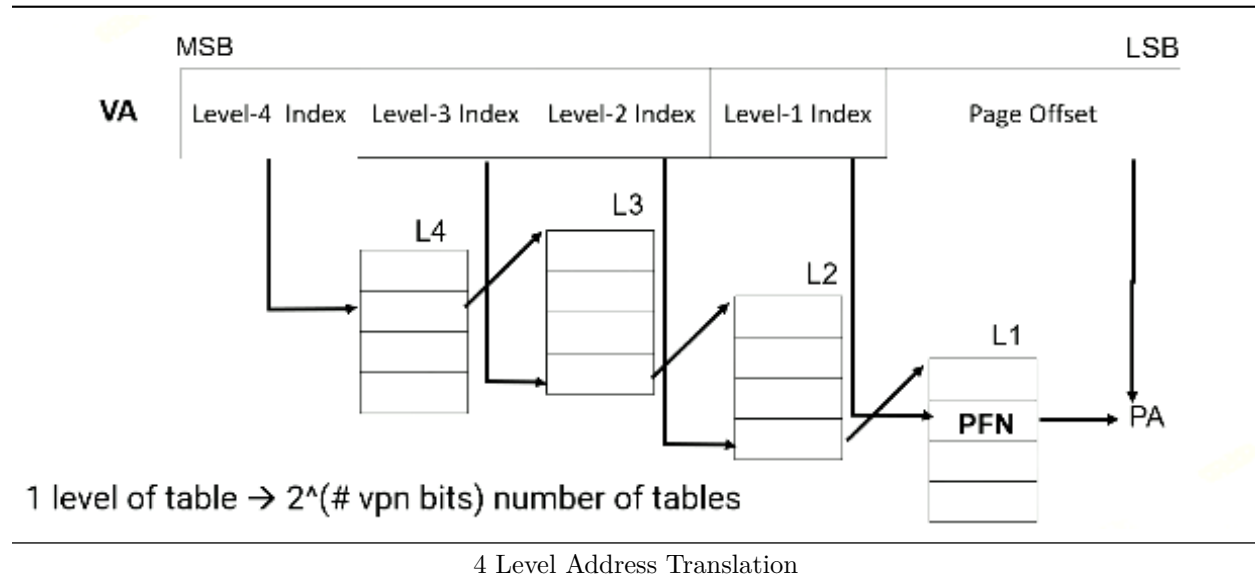 MSB LSB
VA Level-4 Index Level-3 Index Level-2 Index Level-1 Index Page Offset
L3
L4
L2
L1
PFN PA
1 level of table → 2^(# vpn bits) number of tables
4 Level Address Translation